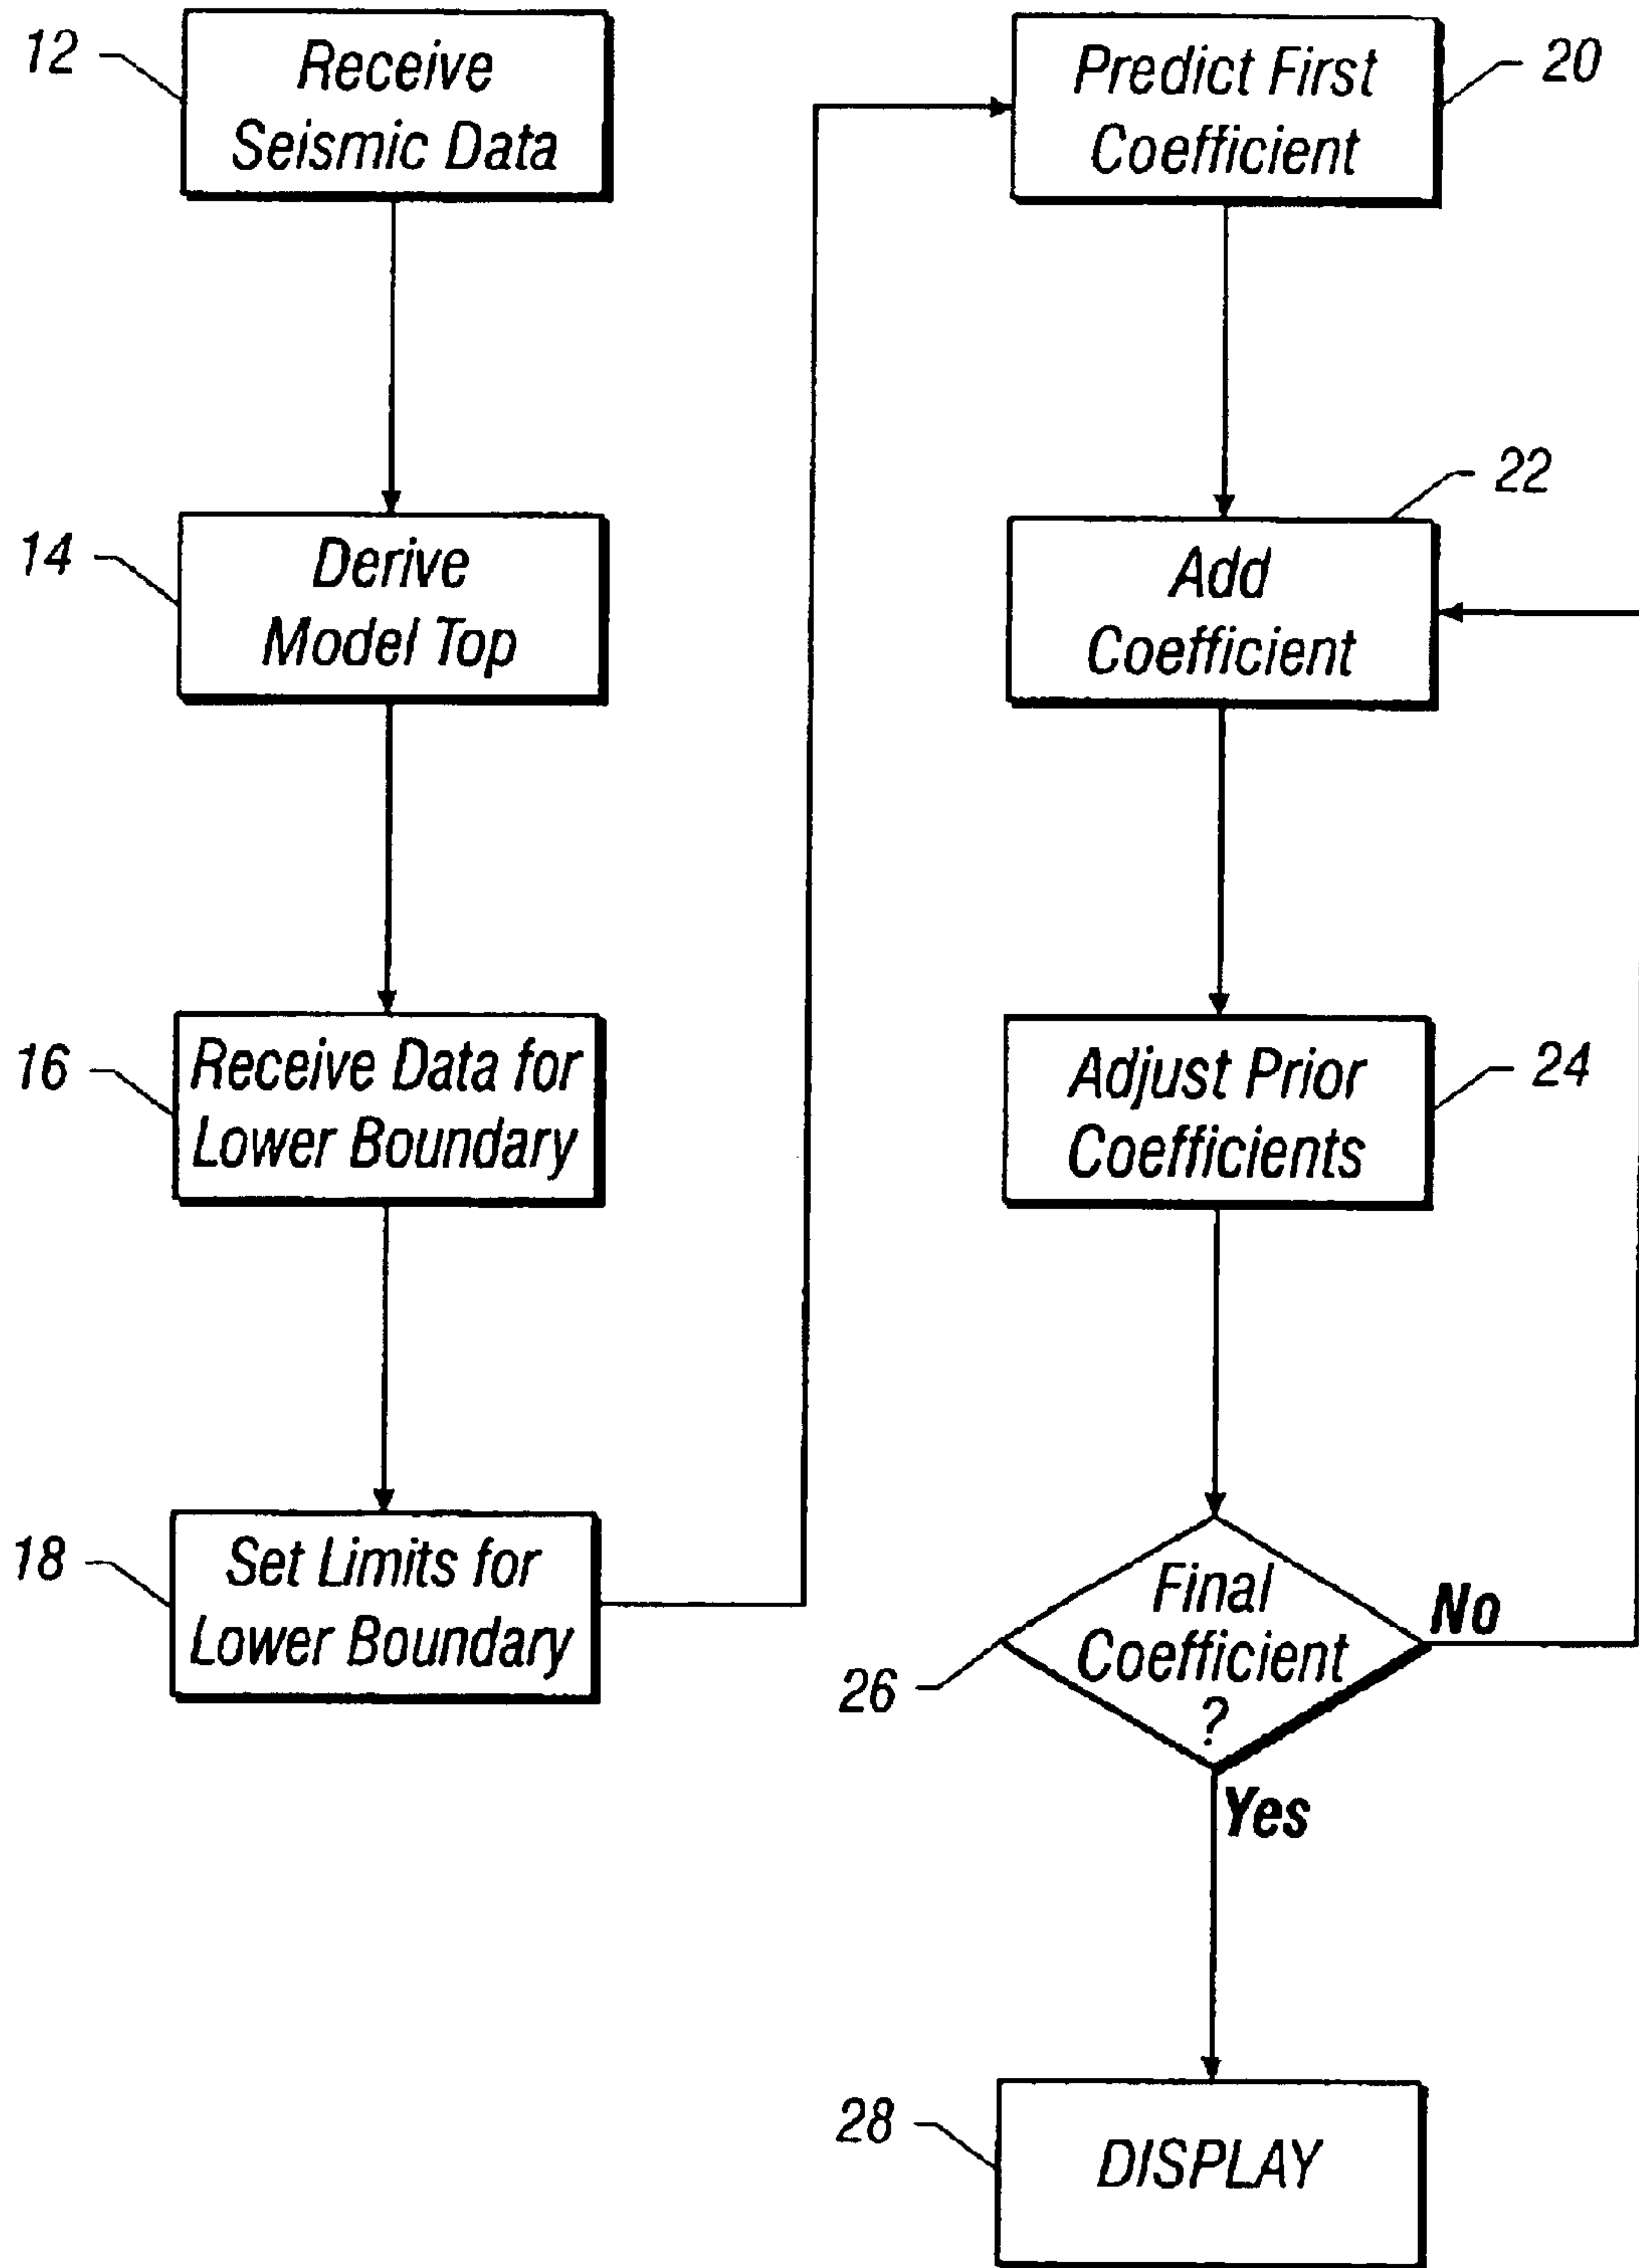 12
Receive
Seismic Data
14
Derive
Model Top
16
Receive Data for
Lower Boundary
18
Set Limits for
Lower Boundary
Predict First
Coefficient
20
Add
Coefficient
22
Adjust Prior
Coefficients
24
Final
Coefficient
?
26
No
Yes
28
DISPLAY